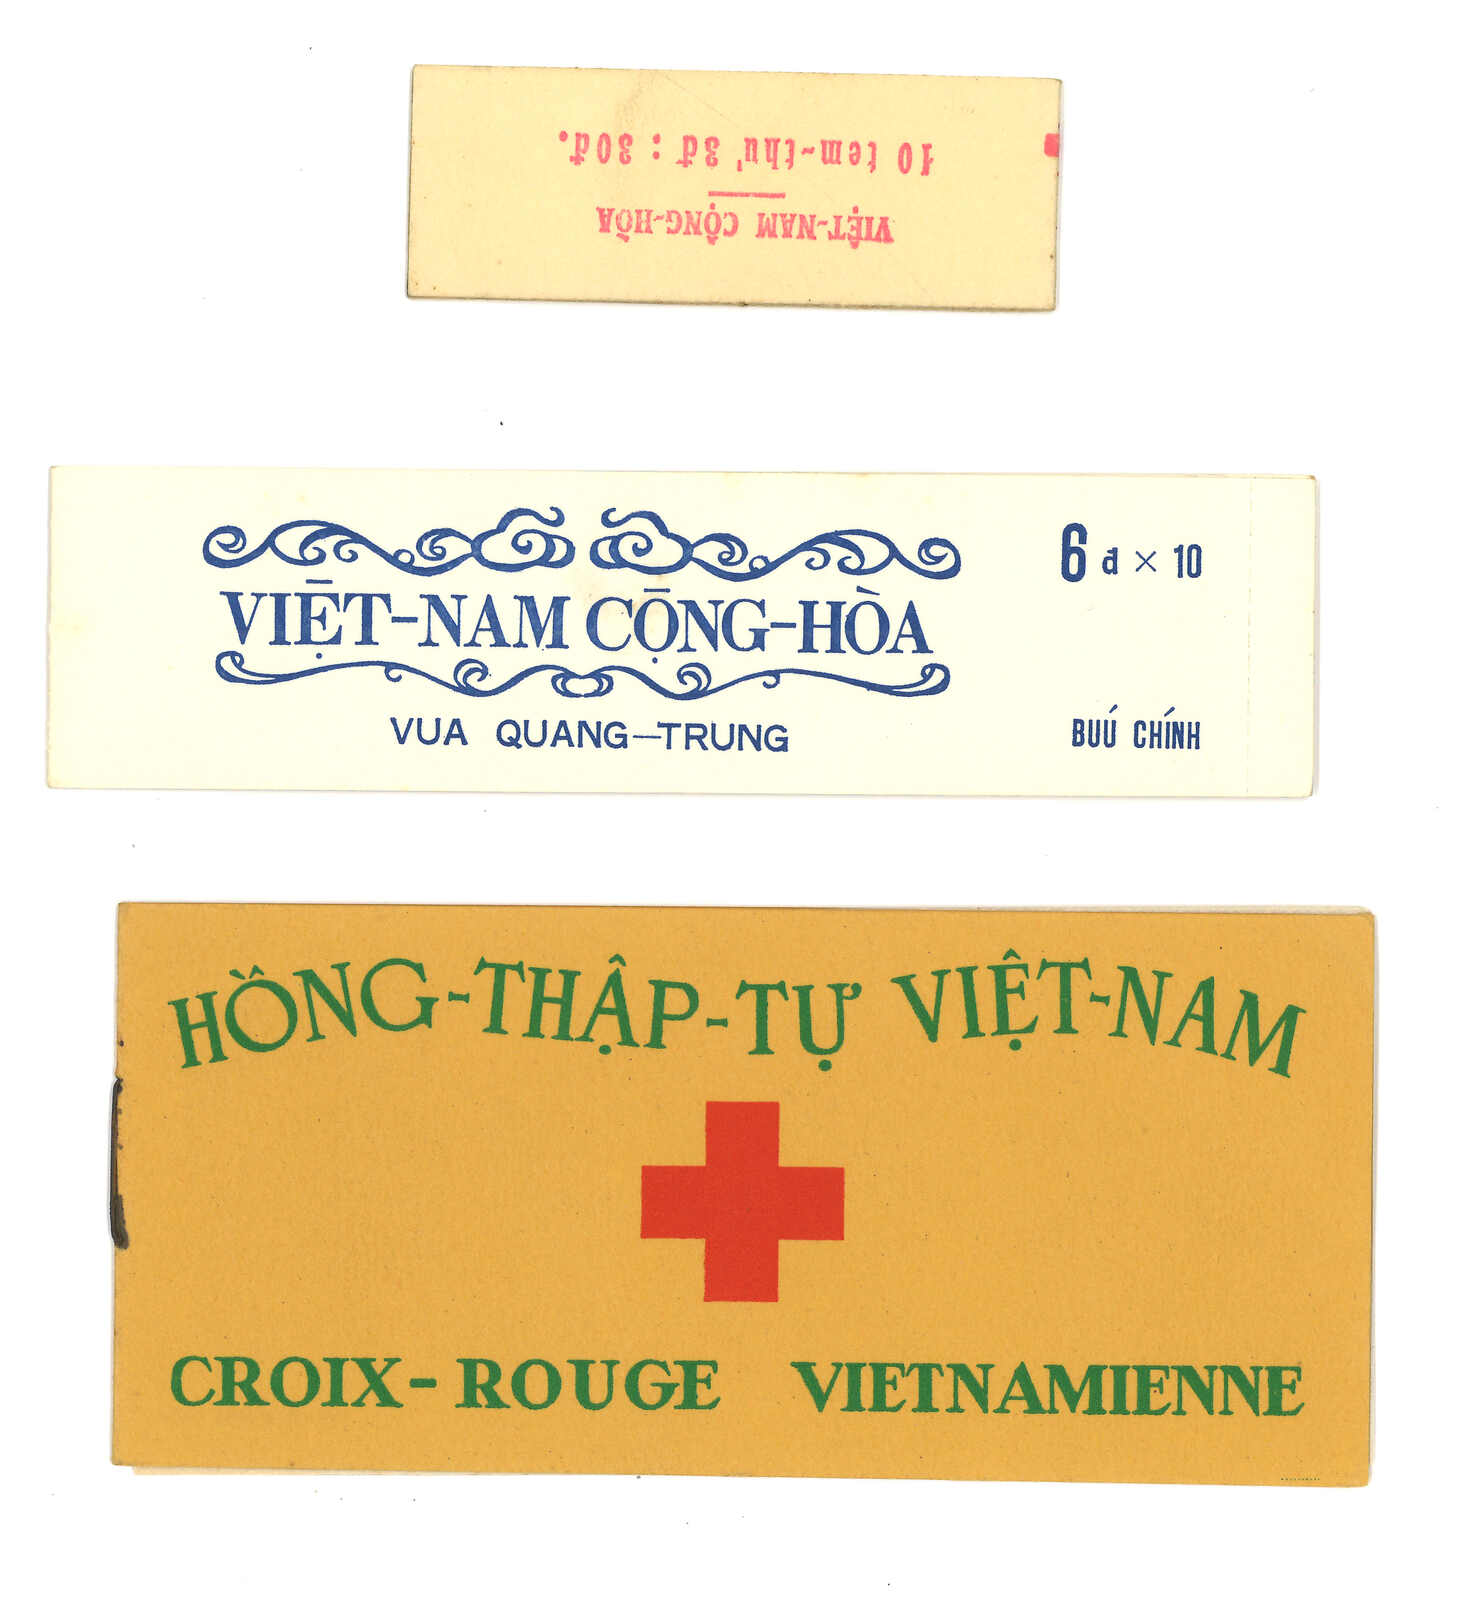 VIỆT-NAM CỘNG-HÒA
10 tem-thư 3đ : 30đ.
VIỆT-NAM CỘNG-HÒA
6 đ × 10
VUA QUANG-TRUNG
BUÚ CHÍNH
HỒNG-THẬP-TỰ VIỆT-NAM
CROIX-ROUGE VIETNAMIENNE